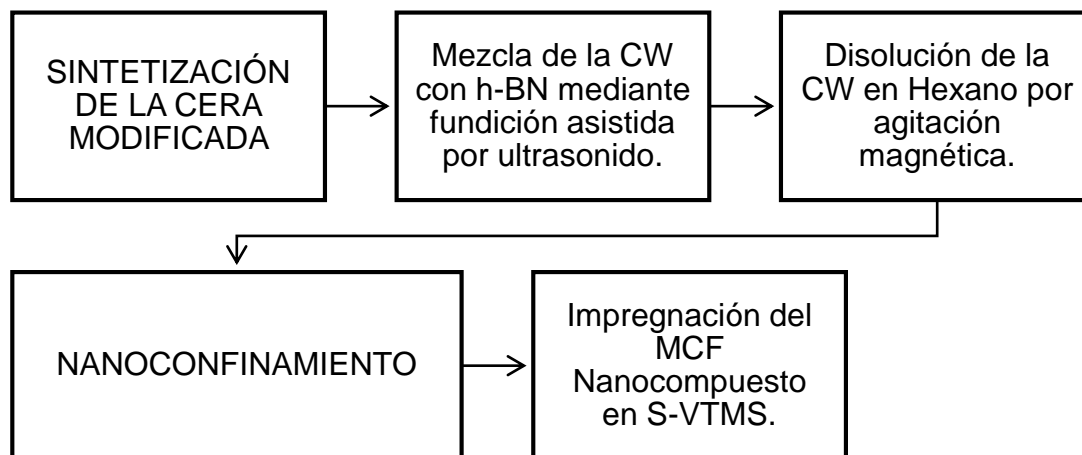 SINTETIZACIÓN
DE LA CERA
MODIFICADA
Mezcla de la CW
con h-BN mediante
fundición asistida
por ultrasonido.
Disolución de la
CW en Hexano por
agitación
magnética.
NANOCONFINAMIENTO
Impregnación del
MCF
Nanocompuesto
en S-VTMS.